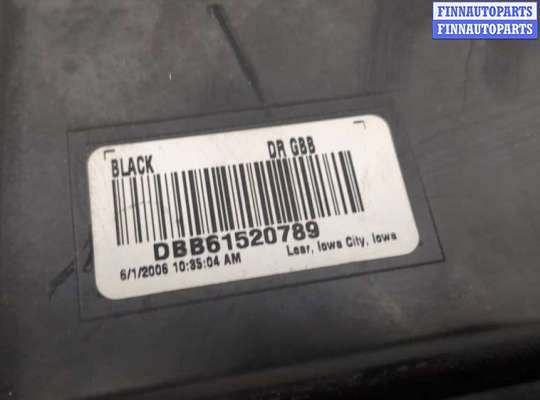 FINNAUTOPARTS
FINNAUTOPARTS
BLACK DR GBB
DBB61520789
6/1/2006 10:35:04 AM Lear, Iowa City, Iowa